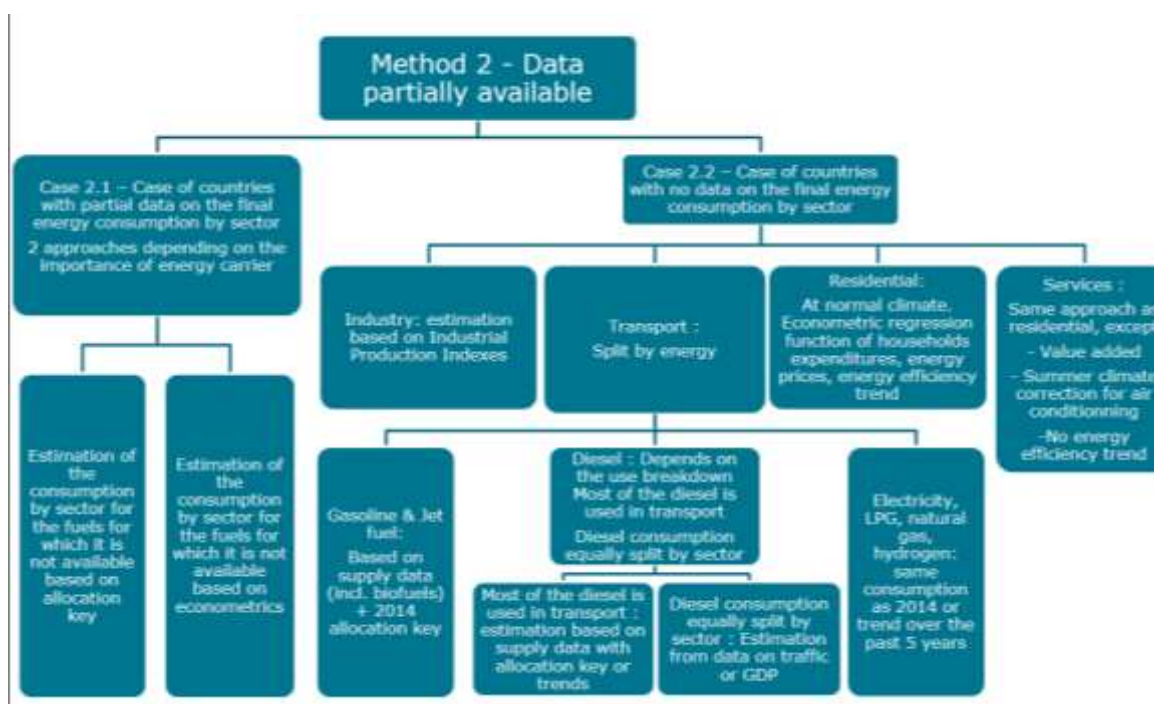 Method 2 - Data
partially available
Case 2.1 – Case of countries
with partial data on the final
energy consumption by sector
2 approaches depending on the
importance of energy carrier
Case 2.2 – Case of countries
with no data on the final energy
consumption by sector
Industry: estimation
based on Industrial
Production Indexes
Transport :
Split by energy
Residential:
At normal climate.
Econometric regression
function of households
expenditures, energy
prices, energy efficiency
trend
Services :
Same approach as
residential, except
- Value added
- Summer climate
correction for air
conditionning
-No energy
efficiency trend
Estimation of
the
consumption
by sector for
the fuels for
which it is
not available
based on
allocation
key
Estimation of
the
consumption
by sector for
the fuels for
which it is not
available
based on
econometrics
Gasoline & Jet
fuel:
Based on
supply data
(incl. biofuels)
+ 2014
allocation key
Diesel : Depends on
the use breakdown
Most of the diesel is
used in transport
Diesel consumption
equally split by sector
Most of the diesel is
used in transport :
estimation based on
supply data with
allocation key or
trends
Diesel consumption
equally split by
sector : Estimation
from data on traffic
or GDP
Electricity,
LPG, natural
gas,
hydrogen:
same
consumption
as 2014 or
trend over the
past 5 years